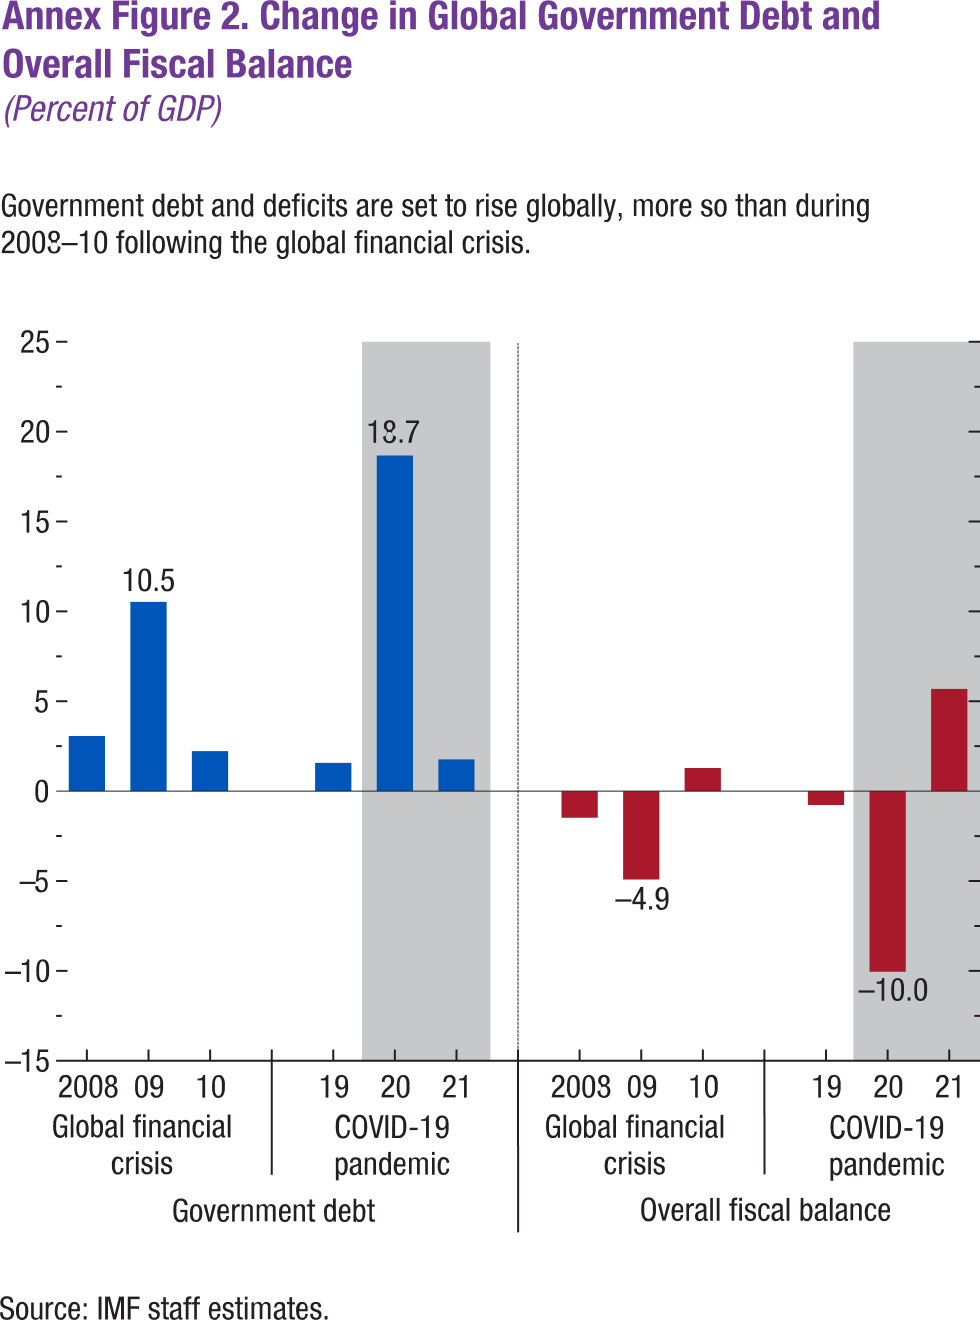 Annex Figure 2. Change in Global Government Debt and
Overall Fiscal Balance
(Percent of GDP)
Government debt and deficits are set to rise globally, more so than during
2008–10 following the global financial crisis.
25
20
15
10
5
0
–5
–10
–15
10.5
18.7
–4.9
–10.0
2008 09 10 19 20 21 2008 09 10 19 20 21
Global financial COVID-19 Global financial COVID-19
crisis pandemic crisis pandemic
Government debt Overall fiscal balance
Source: IMF staff estimates.